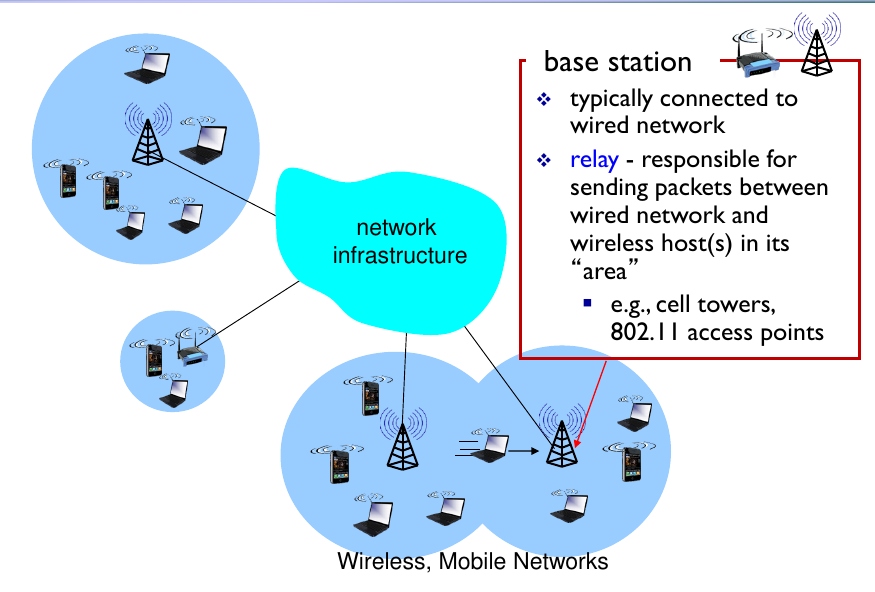 base station
❖ typically connected to
wired network
❖ relay - responsible for
sending packets between
wired network and
wireless host(s) in its
“area”
▪ e.g., cell towers,
802.11 access points
network
infrastructure
Wireless, Mobile Networks